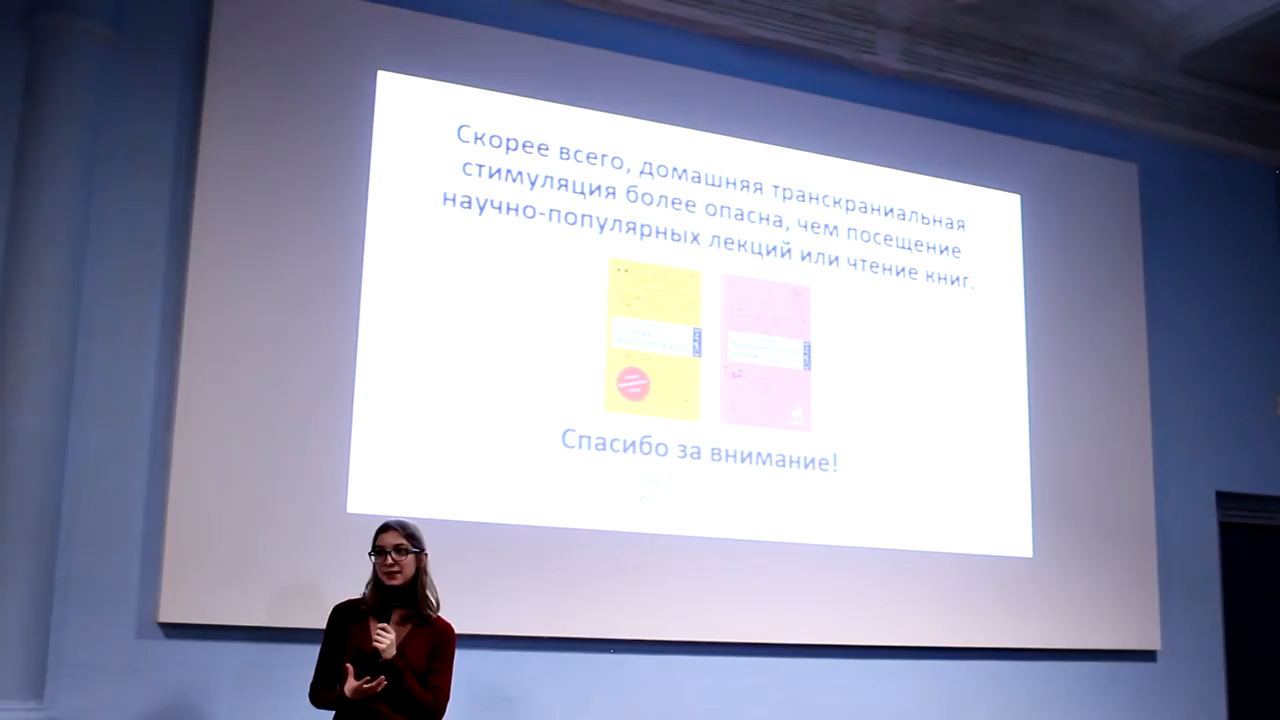 Скорее всего, домашняя транскраниальная
стимуляция более опасна, чем посещение
научно-популярных лекций или чтение книг.
Спасибо за внимание!